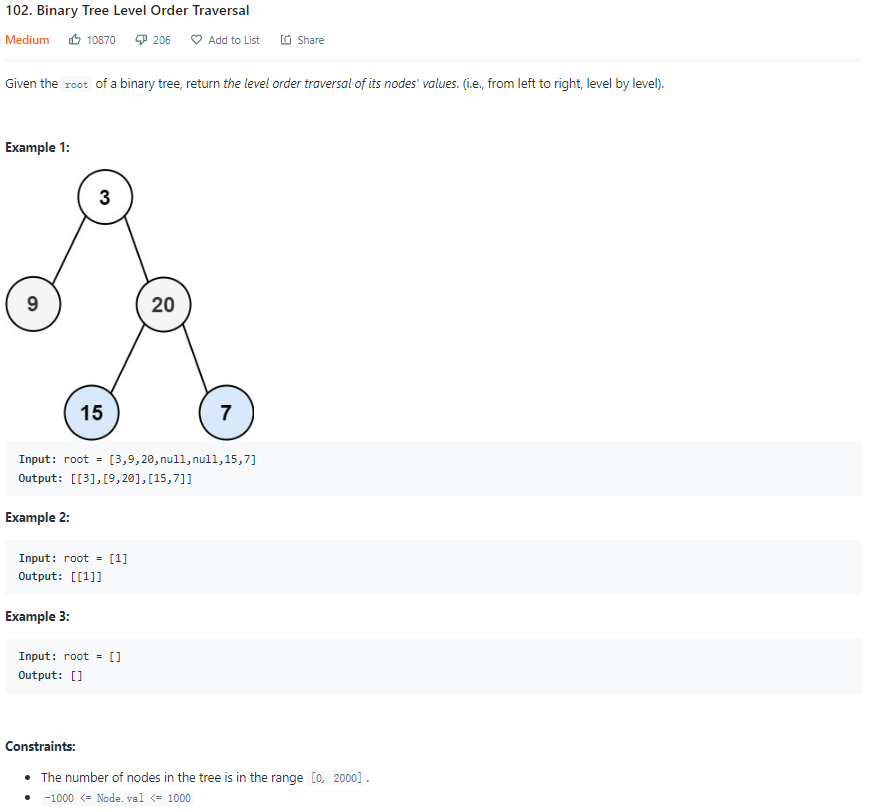 102. Binary Tree Level Order Traversal
Medium 10870 206 Add to List Share
Given the root of a binary tree, return the level order traversal of its nodes' values. (i.e., from left to right, level by level).
Example 1:
3
9 20
15 7
Input: root = [3,9,20,null,null,15,7]
Output: [[3],[9,20],[15,7]]
Example 2:
Input: root = [1]
Output: [[1]]
Example 3:
Input: root = []
Output: []
Constraints:
• The number of nodes in the tree is in the range [0, 2000].
• -1000 <= Node.val <= 1000